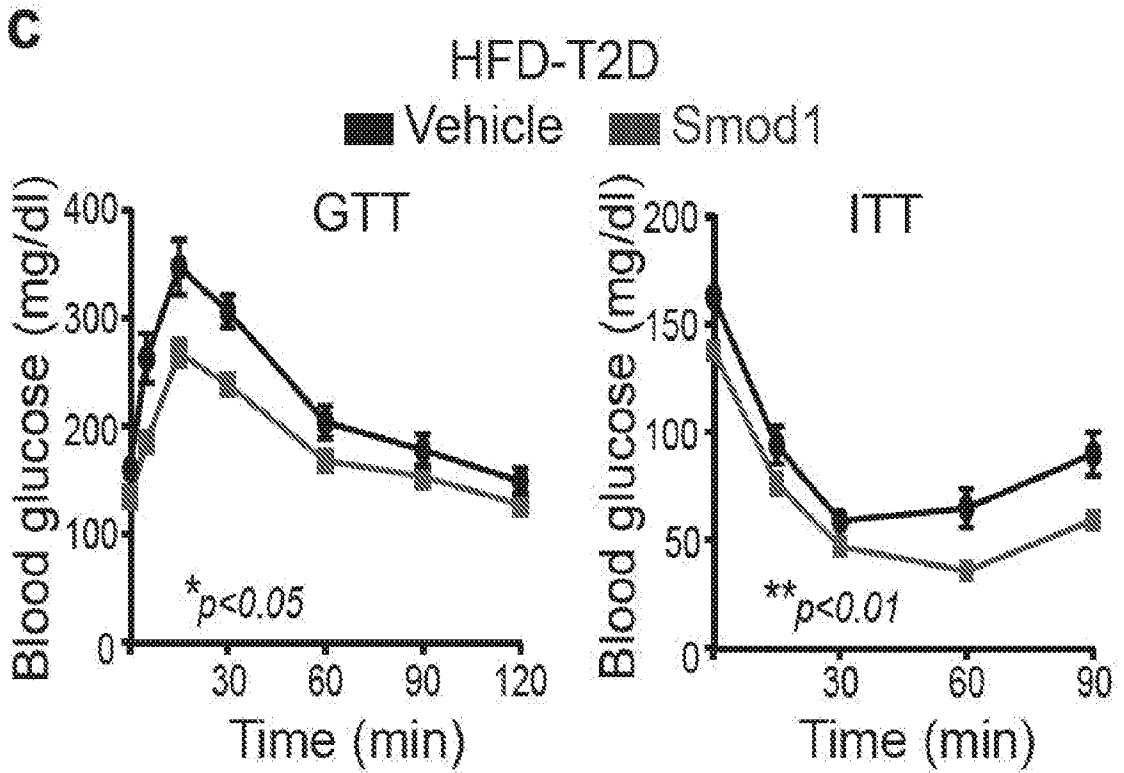 C
HFD-T2D
Vehicle Smod1
GTT
Blood glucose (mg/dl)
400
300
200
100
0
*p<0.05
30 60 90 120
Time (min)
ITT
Blood glucose (mg/dl)
200
150
100
50
0
**p<0.01
30 60 90
Time (min)